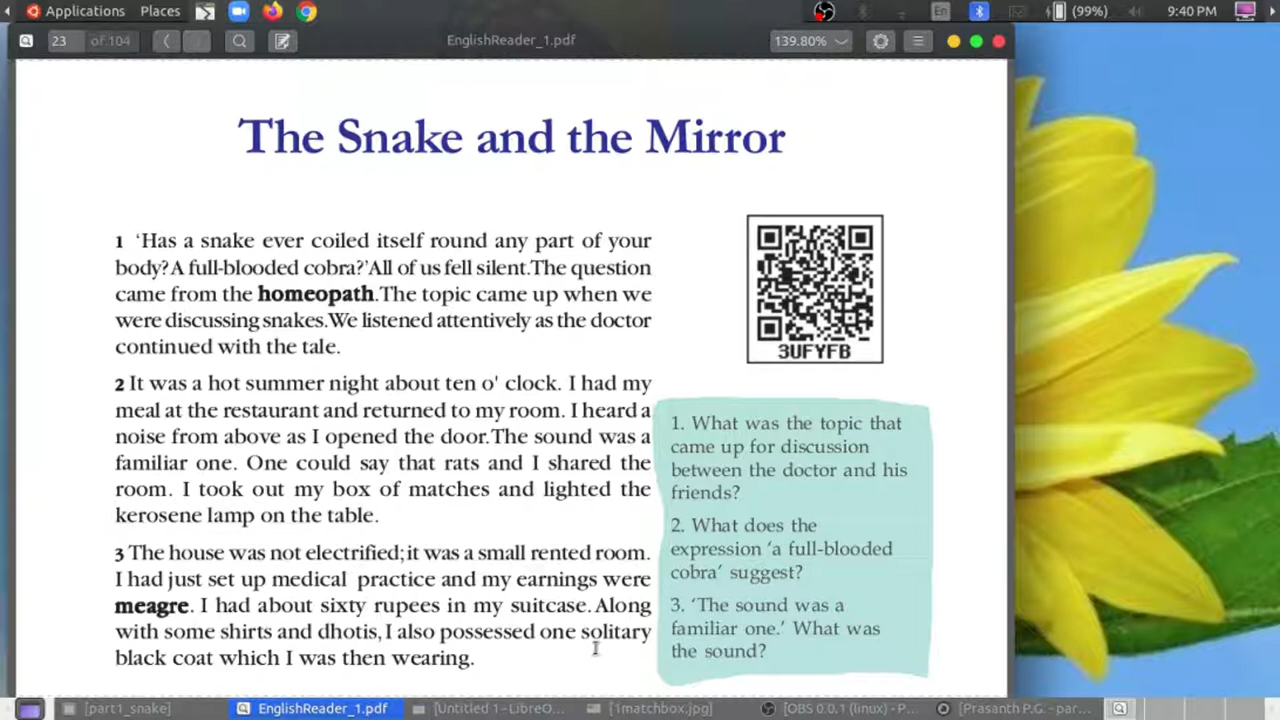 Applications Places
En (99%) 9:40 PM
23 of 104 EnglishReader_1.pdf 139.80%
The Snake and the Mirror
1 ‘Has a snake ever coiled itself round any part of your
body? A full-blooded cobra?’ All of us fell silent. The question
came from the homeopath. The topic came up when we
were discussing snakes. We listened attentively as the doctor
continued with the tale.
2 It was a hot summer night about ten o' clock. I had my
meal at the restaurant and returned to my room. I heard a
noise from above as I opened the door. The sound was a
familiar one. One could say that rats and I shared the
room. I took out my box of matches and lighted the
kerosene lamp on the table.
3 The house was not electrified; it was a small rented room.
I had just set up medical practice and my earnings were
meagre. I had about sixty rupees in my suitcase. Along
with some shirts and dhotis, I also possessed one solitary
black coat which I was then wearing.
3UFYFB
1. What was the topic that
came up for discussion
between the doctor and his
friends?
2. What does the
expression ‘a full-blooded
cobra’ suggest?
3. ‘The sound was a
familiar one.’ What was
the sound?
[part1_snake] EnglishReader_1.pdf [Untitled 1 - LibreO... [1matchbox.jpg] [OBS 0.0.1 (linux) - P... [Prasanth P.G. - par...